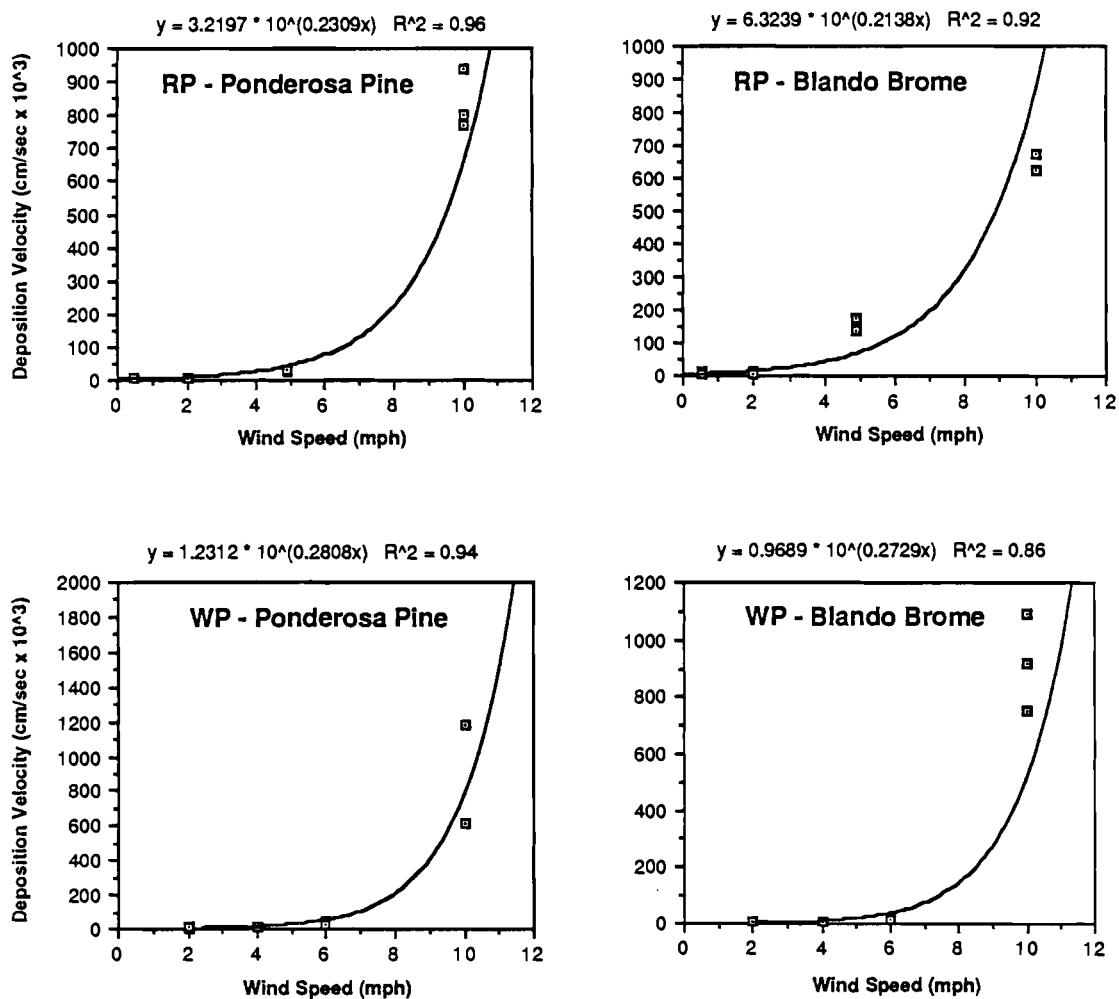 y = 3.2197 * 10^(0.2309x) R^2 = 0.96
RP - Ponderosa Pine
Deposition Velocity (cm/sec x 10^3)
1000
900
800
700
600
500
400
300
200
100
0
0 2 4 6 8 10 12
Wind Speed (mph)
y = 6.3239 * 10^(0.2138x) R^2 = 0.92
RP - Blando Brome
1000
900
800
700
600
500
400
300
200
100
0
0 2 4 6 8 10 12
Wind Speed (mph)
y = 1.2312 * 10^(0.2808x) R^2 = 0.94
WP - Ponderosa Pine
Deposition Velocity (cm/sec x 10^3)
2000
1800
1600
1400
1200
1000
800
600
400
200
0
0 2 4 6 8 10 12
Wind Speed (mph)
y = 0.9689 * 10^(0.2729x) R^2 = 0.86
WP - Blando Brome
1200
1000
800
600
400
200
0
0 2 4 6 8 10 12
Wind Speed (mph)